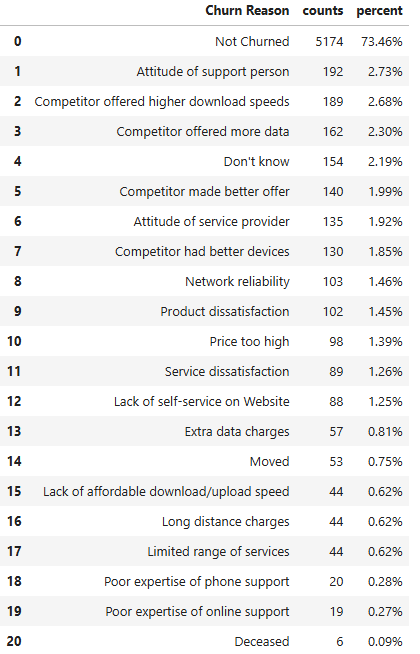 Churn Reason counts percent
0 Not Churned 5174 73.46%
1 Attitude of support person 192 2.73%
2 Competitor offered higher download speeds 189 2.68%
3 Competitor offered more data 162 2.30%
4 Don't know 154 2.19%
5 Competitor made better offer 140 1.99%
6 Attitude of service provider 135 1.92%
7 Competitor had better devices 130 1.85%
8 Network reliability 103 1.46%
9 Product dissatisfaction 102 1.45%
10 Price too high 98 1.39%
11 Service dissatisfaction 89 1.26%
12 Lack of self-service on Website 88 1.25%
13 Extra data charges 57 0.81%
14 Moved 53 0.75%
15 Lack of affordable download/upload speed 44 0.62%
16 Long distance charges 44 0.62%
17 Limited range of services 44 0.62%
18 Poor expertise of phone support 20 0.28%
19 Poor expertise of online support 19 0.27%
20 Deceased 6 0.09%